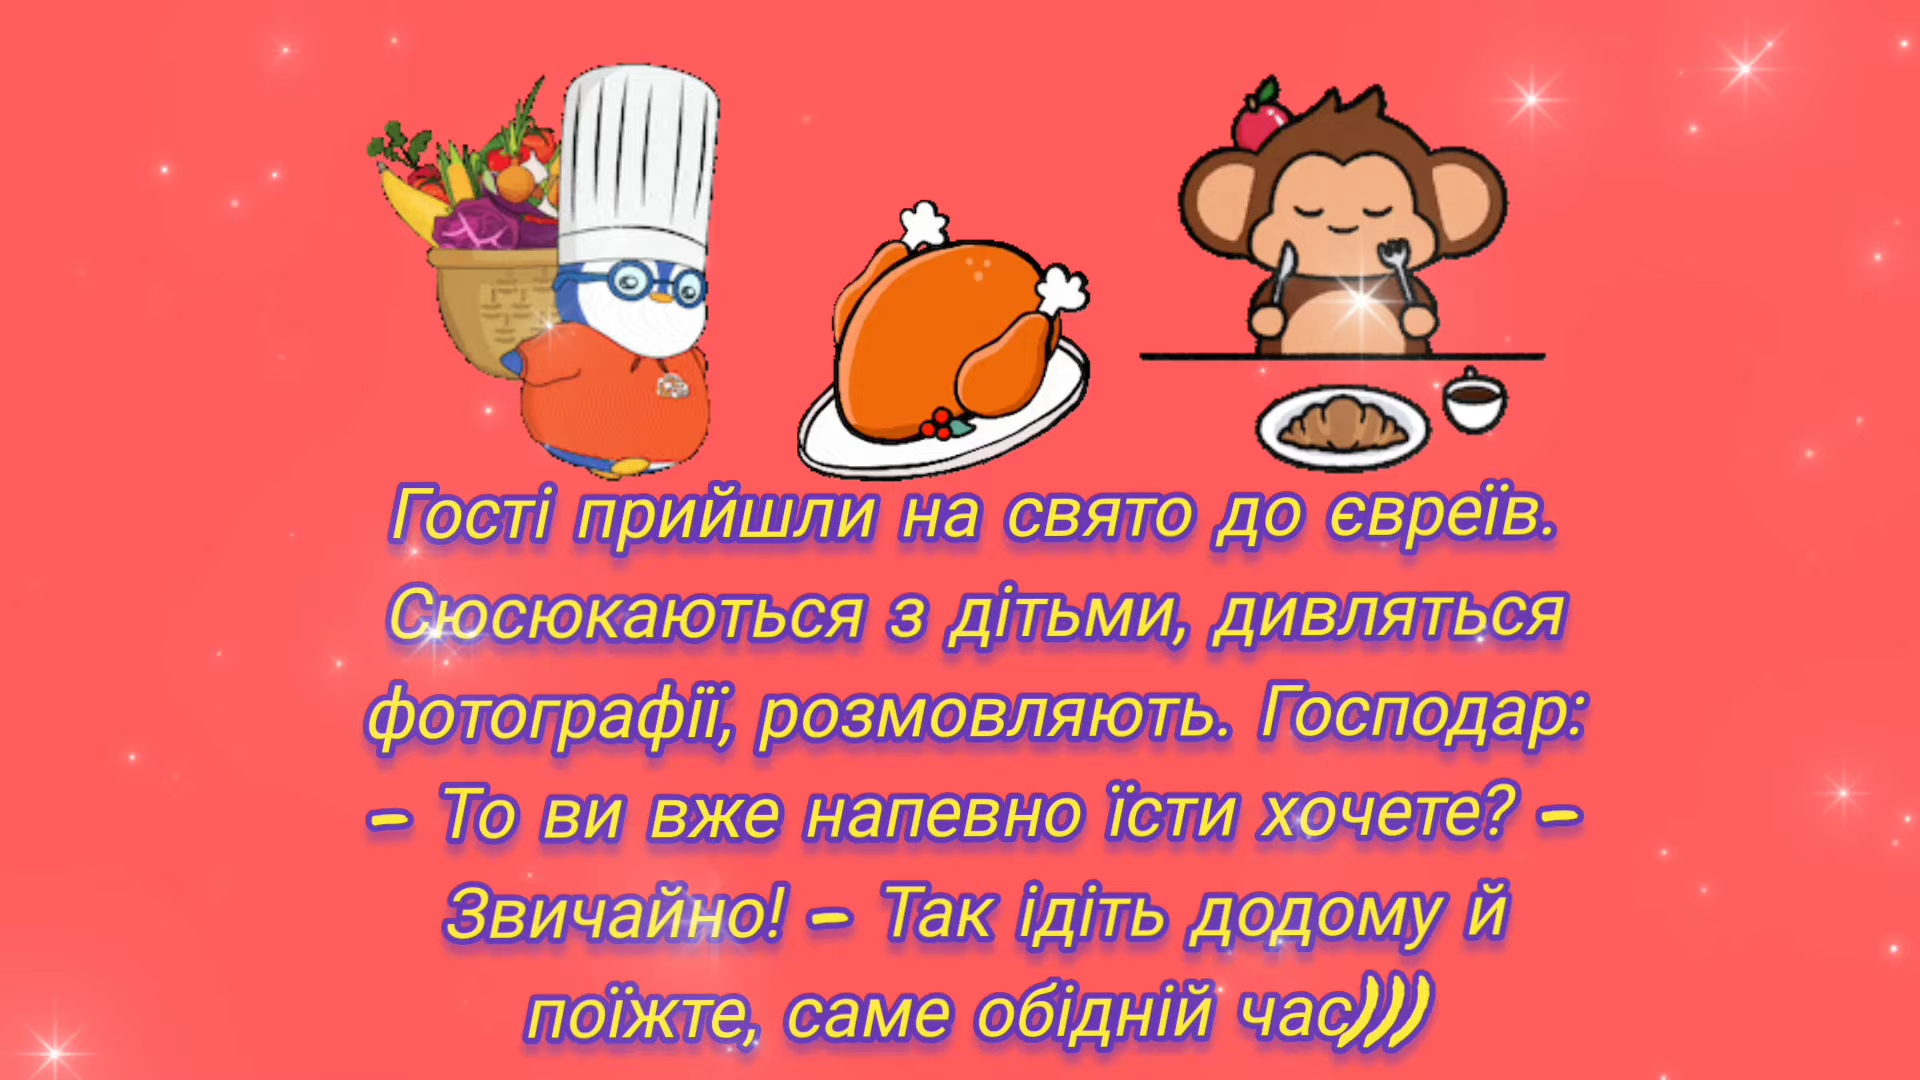 Гості прийшли на свято до євреїв.
Сюсюкаються з дітьми, дивляться
фотографії, розмовляють. Господар:
– То ви вже напевно їсти хочете? –
Звичайно! – Так ідіть додому й
поїжте, саме обідній час)))